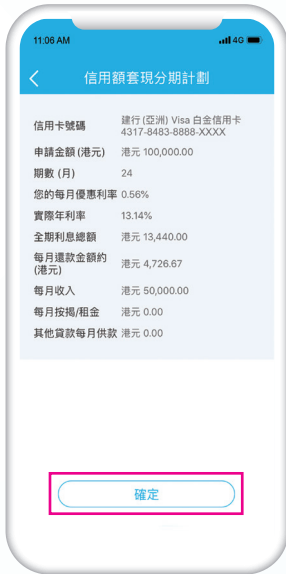 11:06 AM 4G
信用額套現分期計劃
信用卡號碼 建行 (亞洲) Visa 白金信用卡
4317-8483-8888-XXXX
申請金額 (港元) 港元 100,000.00
期數 (月) 24
您的每月優惠利率 0.56%
實際年利率 13.14%
全期利息總額 港元 13,440.00
每月還款金額約
(港元) 港元 4,726.67
每月收入 港元 50,000.00
每月按揭/租金 港元 0.00
其他貸款每月供款 港元 0.00
確定